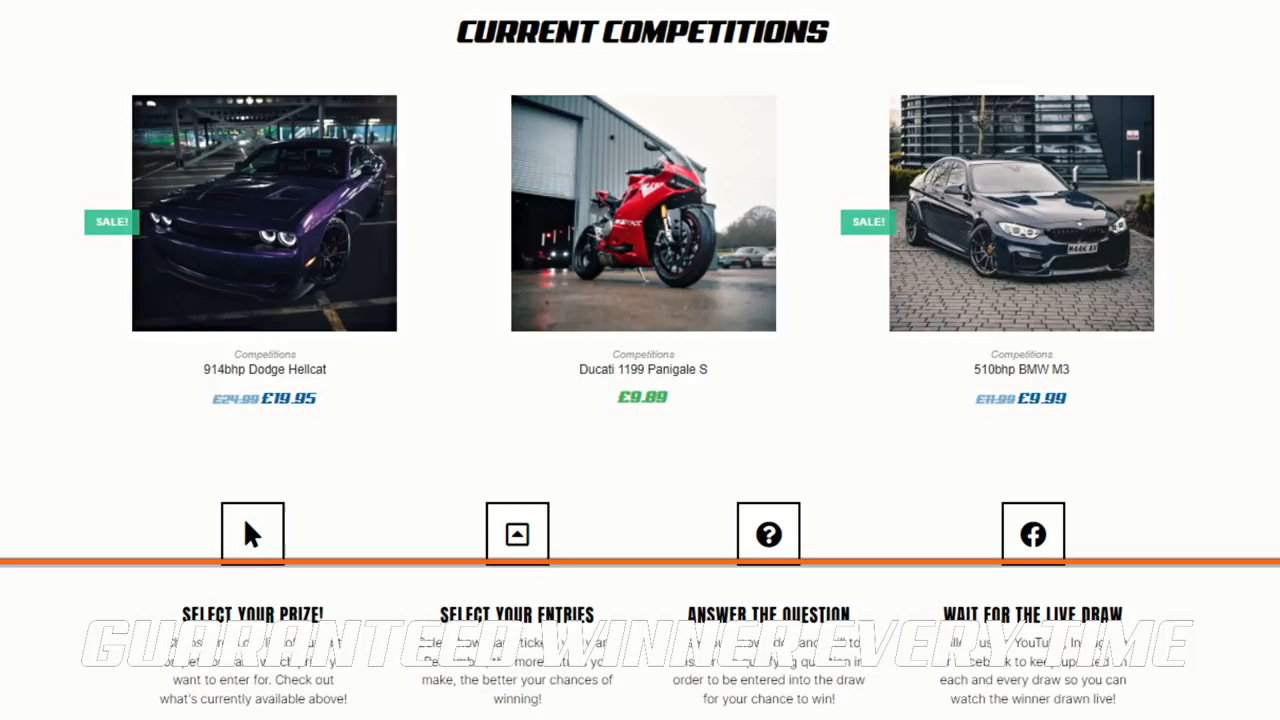 CURRENT COMPETITIONS
SALE!
SALE!
Competitions
914bhp Dodge Hellcat
£24.99 £19.95
Competitions
Ducati 1199 Panigale S
£9.89
Competitions
510bhp BMW M3
£11.99 £9.99
SELECT YOUR PRIZE!
want to enter for. Check out
what's currently available above!
SELECT YOUR ENTRIES
make, the better your chances of
winning!
ANSWER THE QUESTION
order to be entered into the draw
for your chance to win!
WAIT FOR THE LIVE DRAW
each and every draw so you can
watch the winner drawn live!
GUARANTEED WINNER EVERY TIME